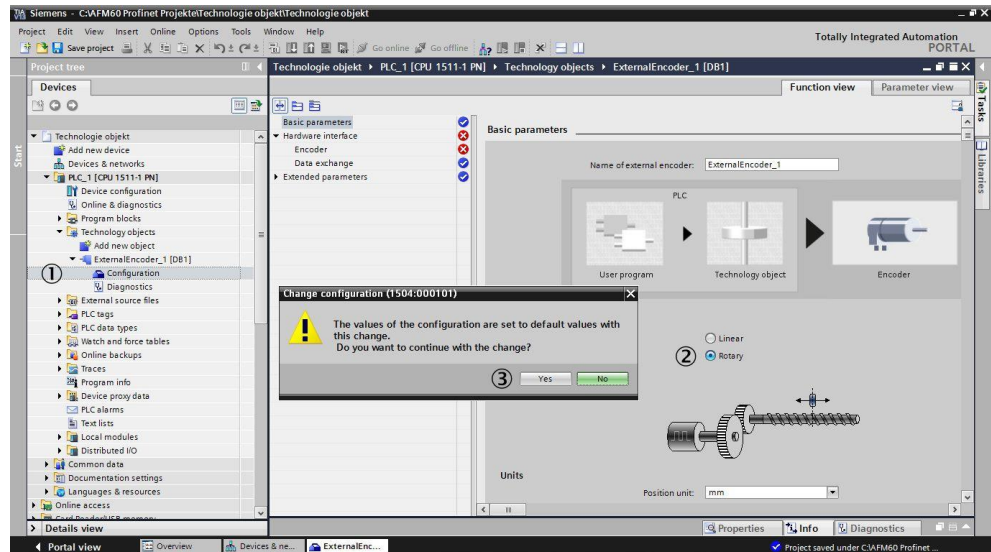 Siemens - C:\AFM60 Profinet Projekte\Technologie objekt\Technologie objekt
Project Edit View Insert Online Options Tools Window Help
Save project Go online Go offline
Totally Integrated Automation
PORTAL
Project tree
Technologie objekt ▸ PLC_1 [CPU 1511-1 PN] ▸ Technology objects ▸ ExternalEncoder_1 [DB1]
Devices
Function view Parameter view
Start
Technologie objekt
Add new device
Devices & networks
PLC_1 [CPU 1511-1 PN]
Device configuration
Online & diagnostics
Program blocks
Technology objects
Add new object
ExternalEncoder_1 [DB1]
① Configuration
Diagnostics
External source files
PLC tags
PLC data types
Watch and force tables
Online backups
Traces
Program info
Device proxy data
PLC alarms
Text lists
Local modules
Distributed I/O
Common data
Documentation settings
Languages & resources
Online access
Card Reader/USB memory
Details view
Basic parameters
Hardware interface
Encoder
Data exchange
Extended parameters
Basic parameters
Name of external encoder: ExternalEncoder_1
PLC
User program Technology object Encoder
Change configuration (1504:000101)
The values of the configuration are set to default values with
this change.
Do you want to continue with the change?
③ Yes No
Linear
② Rotary
Units
Position unit: mm
Tasks
Libraries
Properties Info Diagnostics
Portal view Overview Devices & ne... ExternalEnc...
Project saved under C:\AFM60 Profinet ...